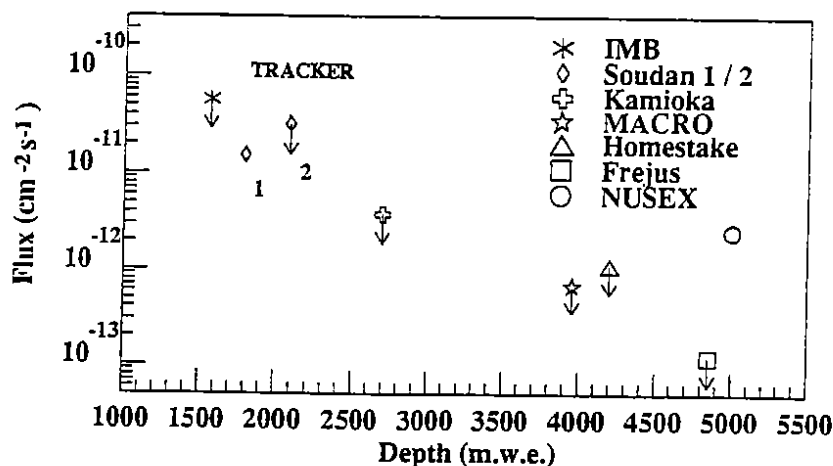 10 -10
TRACKER
10 -11
10 -12
10 -13
Flux (cm -2 s -1 )
1
2
IMB
Soudan 1 / 2
Kamioka
MACRO
Homestake
Frejus
NUSEX
1000 1500 2000 2500 3000 3500 4000 4500 5000 5500
Depth (m.w.e.)